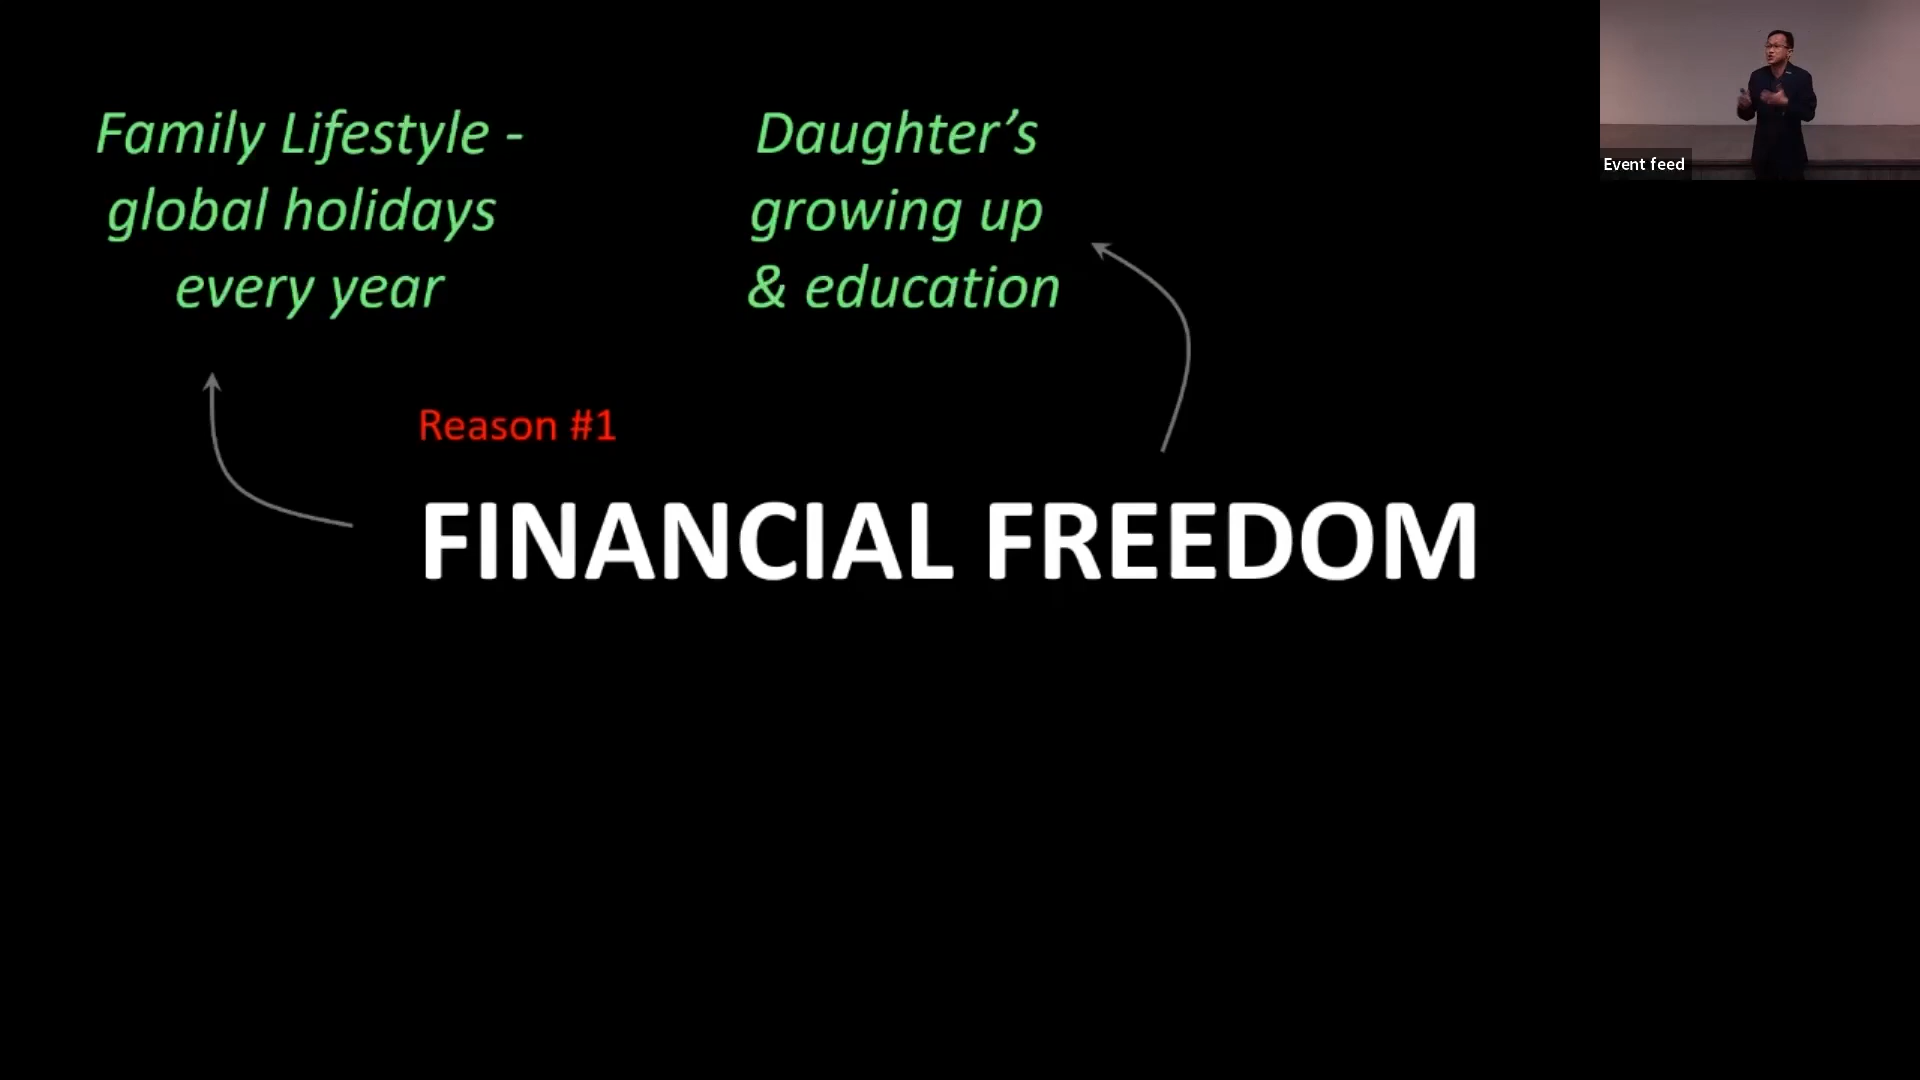 Family Lifestyle -
global holidays
every year
Daughter’s
growing up
& education
Event feed
Reason #1
FINANCIAL FREEDOM